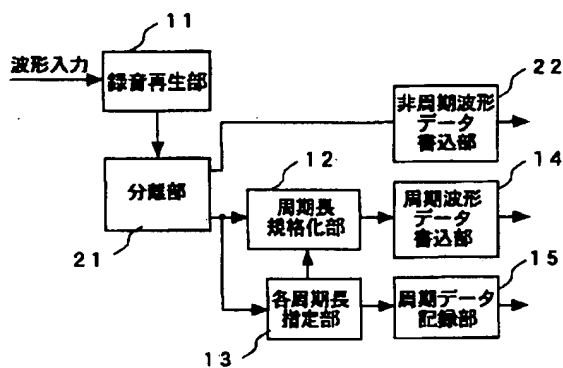 11
波形入力
録音再生部
22
非周期波形
データ
書込部
12
14
分離部
周期長
規格化部
周期波形
データ
書込部
21
15
各周期長
指定部
周期データ
記録部
13